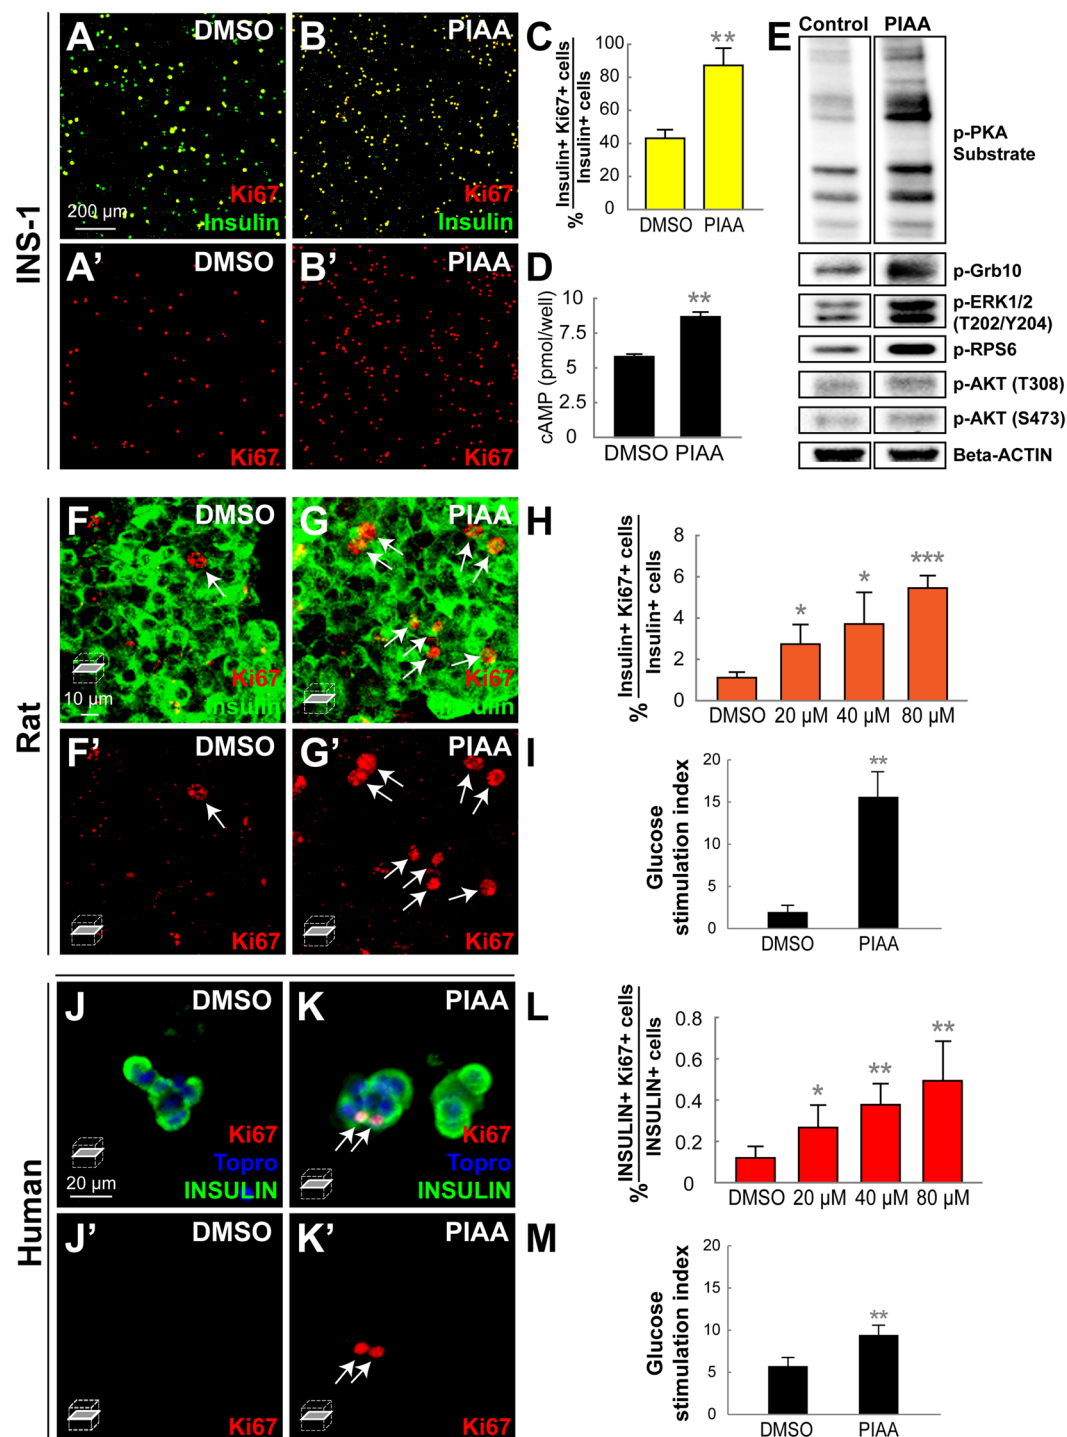 INS-1
A
DMSO
Ki67
Insulin
200 µm
B
PIAA
Ki67
Insulin
A’
DMSO
Ki67
B’
PIAA
Ki67
C
% Insulin+ Ki67+ cells
Insulin+ cells
100
80
60
40
20
0
**
DMSO
PIAA
D
cAMP (pmol/well)
10
7.5
5
2.5
0
**
DMSO
PIAA
E
Control
PIAA
p-PKA
Substrate
p-Grb10
p-ERK1/2
(T202/Y204)
p-RPS6
p-AKT (T308)
p-AKT (S473)
Beta-ACTIN
Rat
F
DMSO
Ki67
Insulin
10 µm
G
PIAA
Ki67
Insulin
F’
DMSO
Ki67
G’
PIAA
Ki67
H
% Insulin+ Ki67+ cells
Insulin+ cells
8
6
4
2
0
*
*
***
DMSO
20 µM
40 µM
80 µM
I
Glucose
stimulation index
20
15
10
5
0
**
DMSO
PIAA
Human
J
DMSO
Ki67
Topro
INSULIN
20 µm
K
PIAA
Ki67
Topro
INSULIN
J’
DMSO
Ki67
K’
PIAA
Ki67
L
% INSULIN+ Ki67+ cells
INSULIN+ cells
0.8
0.6
0.4
0.2
0
*
**
**
DMSO
20 µM
40 µM
80 µM
M
Glucose
stimulation index
20
15
10
5
0
**
DMSO
PIAA